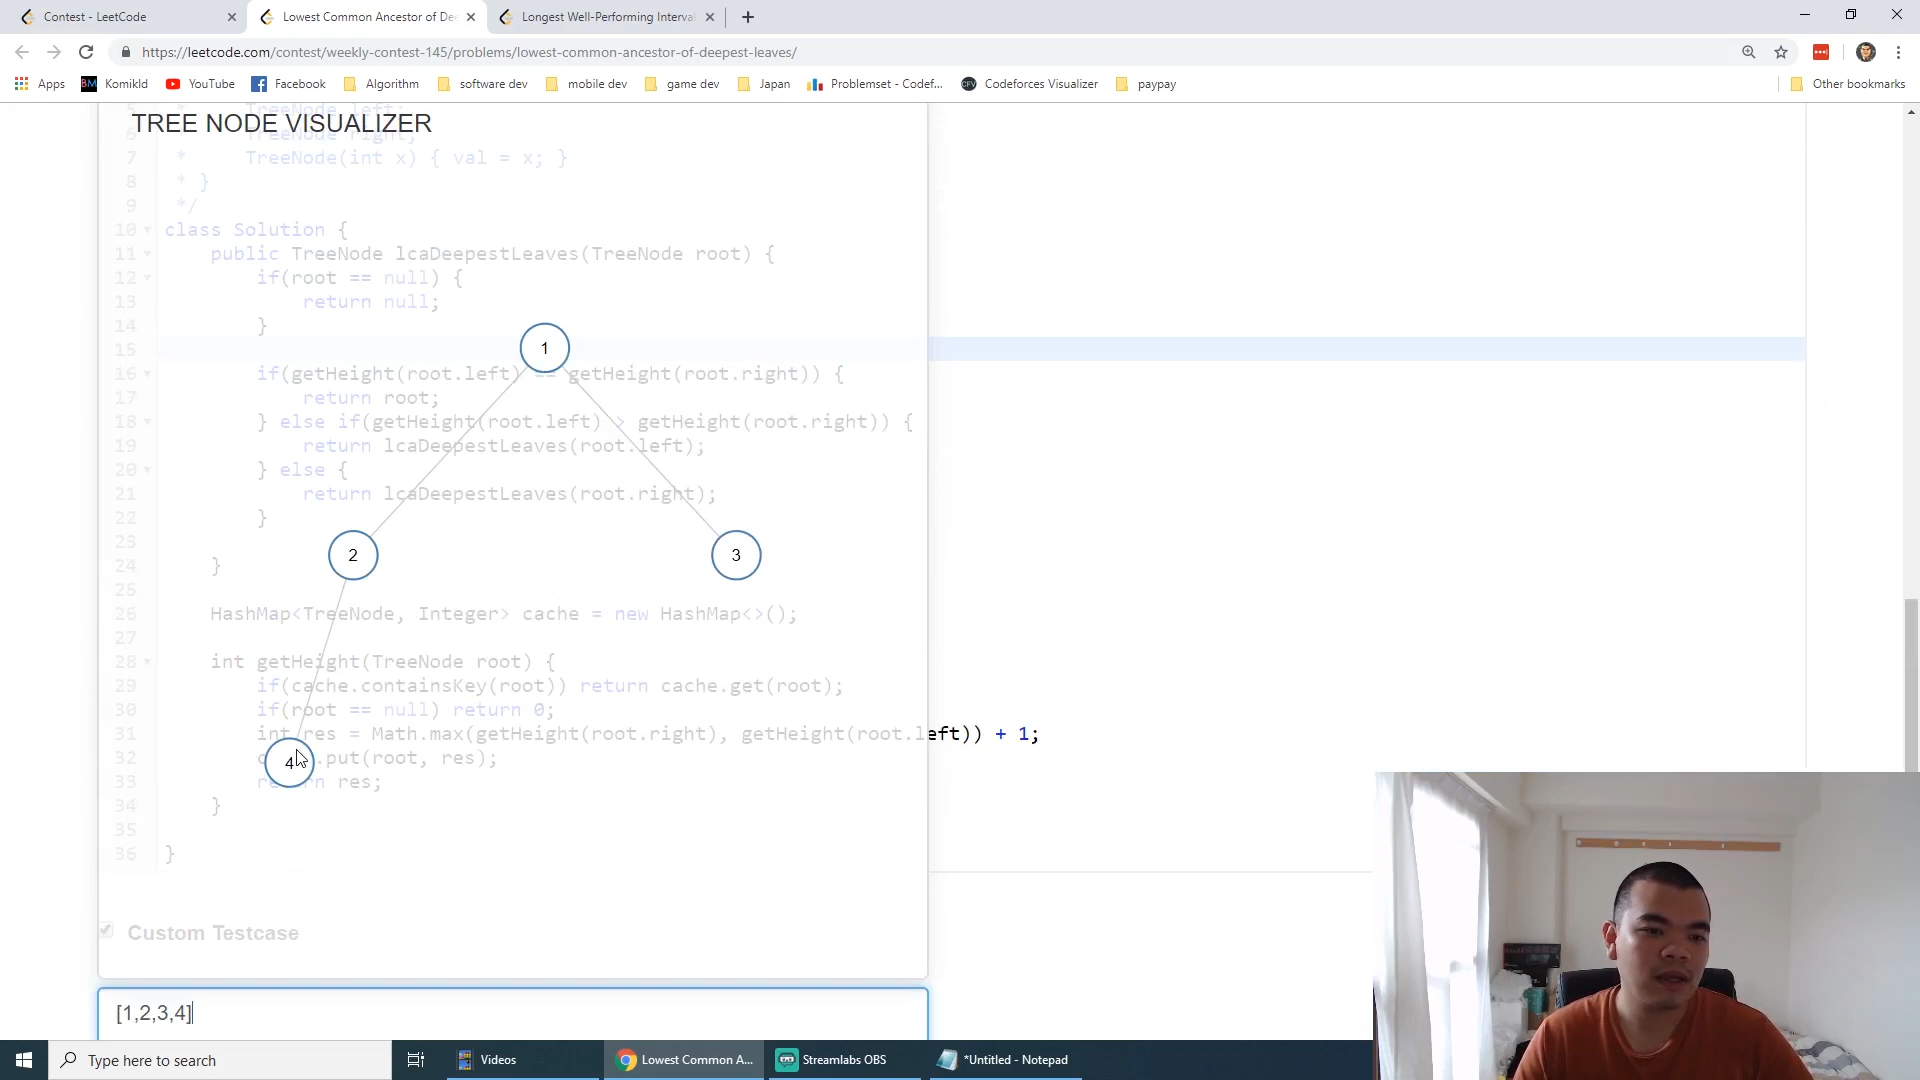 Contest - LeetCode
Lowest Common Ancestor of Dee
Longest Well-Performing Interva
https://leetcode.com/contest/weekly-contest-145/problems/lowest-common-ancestor-of-deepest-leaves/
Apps
Komikld
YouTube
Facebook
Algorithm
software dev
mobile dev
game dev
Japan
Problemset - Codef...
Codeforces Visualizer
paypay
Other bookmarks
TREE NODE VISUALIZER
5 * TreeNode left;
6 * TreeNode right;
7 * TreeNode(int x) { val = x; }
8 * }
9 */
10 class Solution {
11 public TreeNode lcaDeepestLeaves(TreeNode root) {
12 if(root == null) {
13 return null;
14 }
15
16 if(getHeight(root.left) == getHeight(root.right)) {
17 return root;
18 } else if(getHeight(root.left) > getHeight(root.right)) {
19 return lcaDeepestLeaves(root.left);
20 } else {
21 return lcaDeepestLeaves(root.right);
22 }
23
24 }
25
26 HashMap<TreeNode, Integer> cache = new HashMap<>();
27
28 int getHeight(TreeNode root) {
29 if(cache.containsKey(root)) return cache.get(root);
30 if(root == null) return 0;
31 int res = Math.max(getHeight(root.right), getHeight(root.left)) + 1;
32 c .put(root, res);
33 return res;
34 }
35
36 }
1
2
3
4
Custom Testcase
[1,2,3,4]
Type here to search
Videos
Lowest Common A...
Streamlabs OBS
*Untitled - Notepad